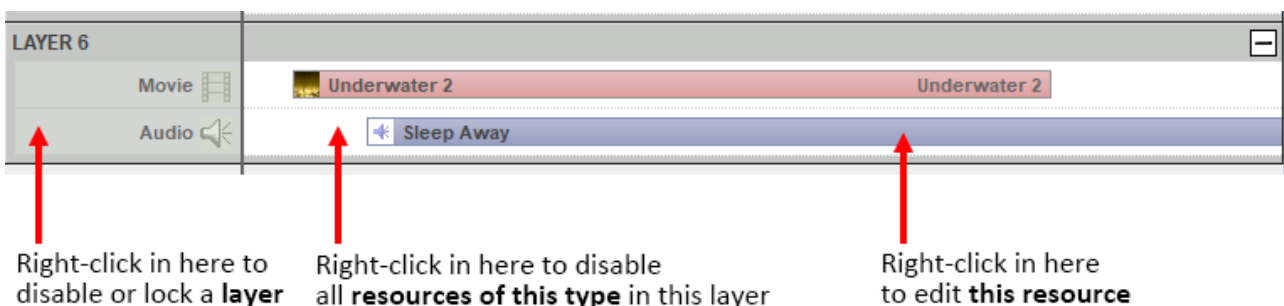 LAYER 6
Movie
Underwater 2
Underwater 2
Audio
Sleep Away
Right-click in here to
disable or lock a layer
Right-click in here to disable
all resources of this type in this layer
Right-click in here
to edit this resource